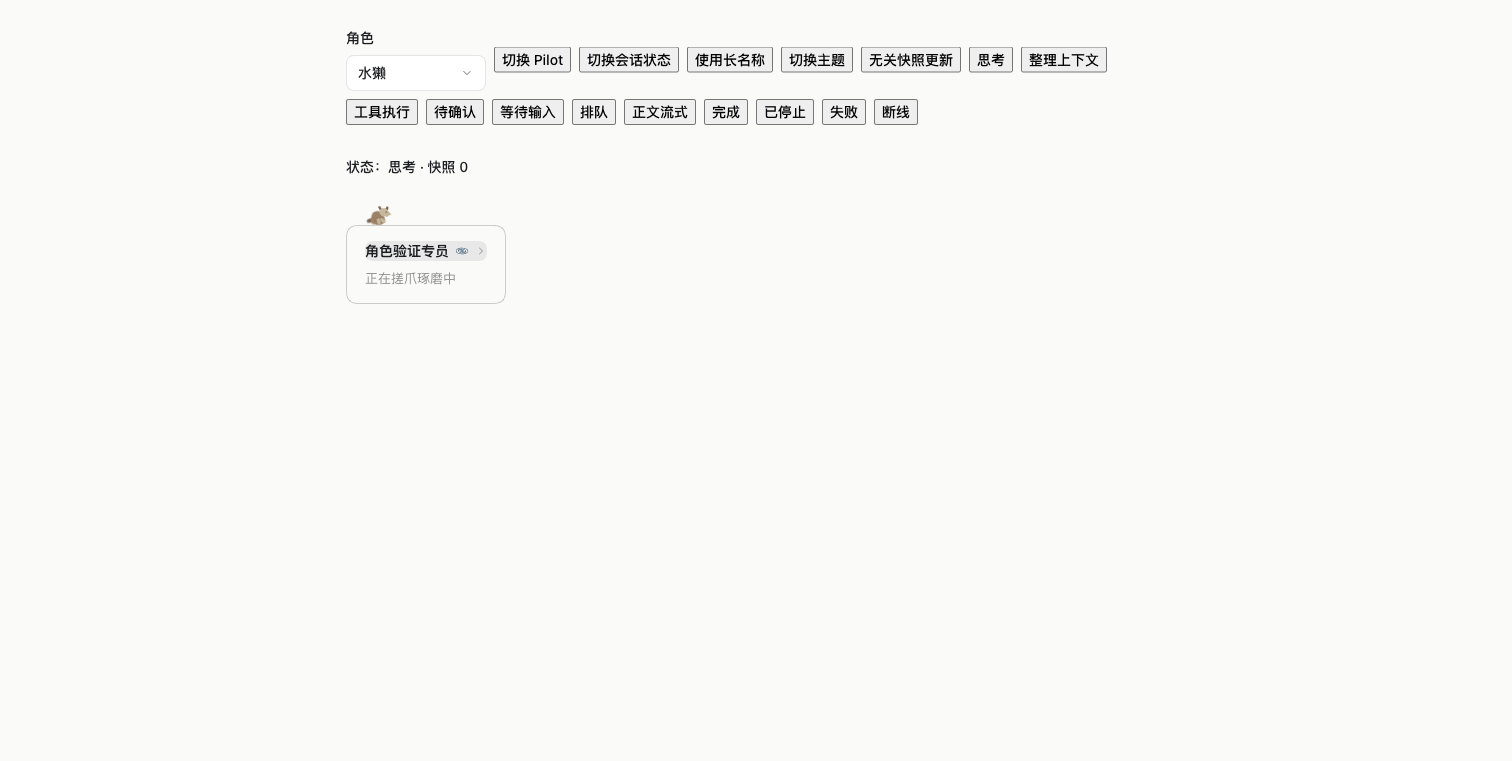 角色
水獭 切换 Pilot 切换会话状态 使用长名称 切换主题 无关快照更新 思考 整理上下文
工具执行 待确认 等待输入 排队 正文流式 完成 已停止 失败 断线
状态：思考 · 快照 0
角色验证专员
正在搓爪琢磨中